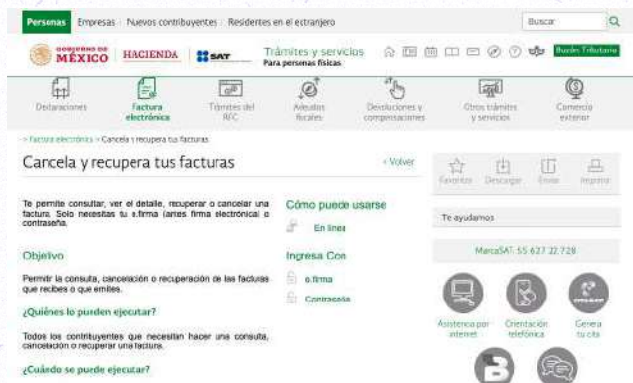 Personas Empresas Nuevos contribuyentes Residentes en el extranjero
Buscar
GOBIERNO DE MÉXICO HACIENDA SAT
Trámites y servicios
Para personas físicas
Buzón Tributario
Declaraciones
Factura electrónica
Trámites del RFC
Adeudos fiscales
Devoluciones y compensaciones
Otros trámites y servicios
Comercio exterior
> Factura electrónica > Cancela y recupera tus facturas
Cancela y recupera tus facturas
< Volver
Favoritos Descargar Enviar Imprimir
Te permite consultar, ver el detalle, recuperar o cancelar una
factura. Solo necesitas tu e.firma (antes firma electrónica) o
contraseña.
Cómo puede usarse
En línea
Te ayudamos
Objetivo
Permitir la consulta, cancelación o recuperación de las facturas
que recibes o que emites.
Ingresa Con
e.firma
Contraseña
MarcaSAT: 55 627 22 728
¿Quiénes lo pueden ejecutar?
Todos los contribuyentes que necesitan hacer una consulta,
cancelación o recuperar una factura.
Asistencia por internet
Orientación telefónica
Genera tu cita
¿Cuándo se puede ejecutar?